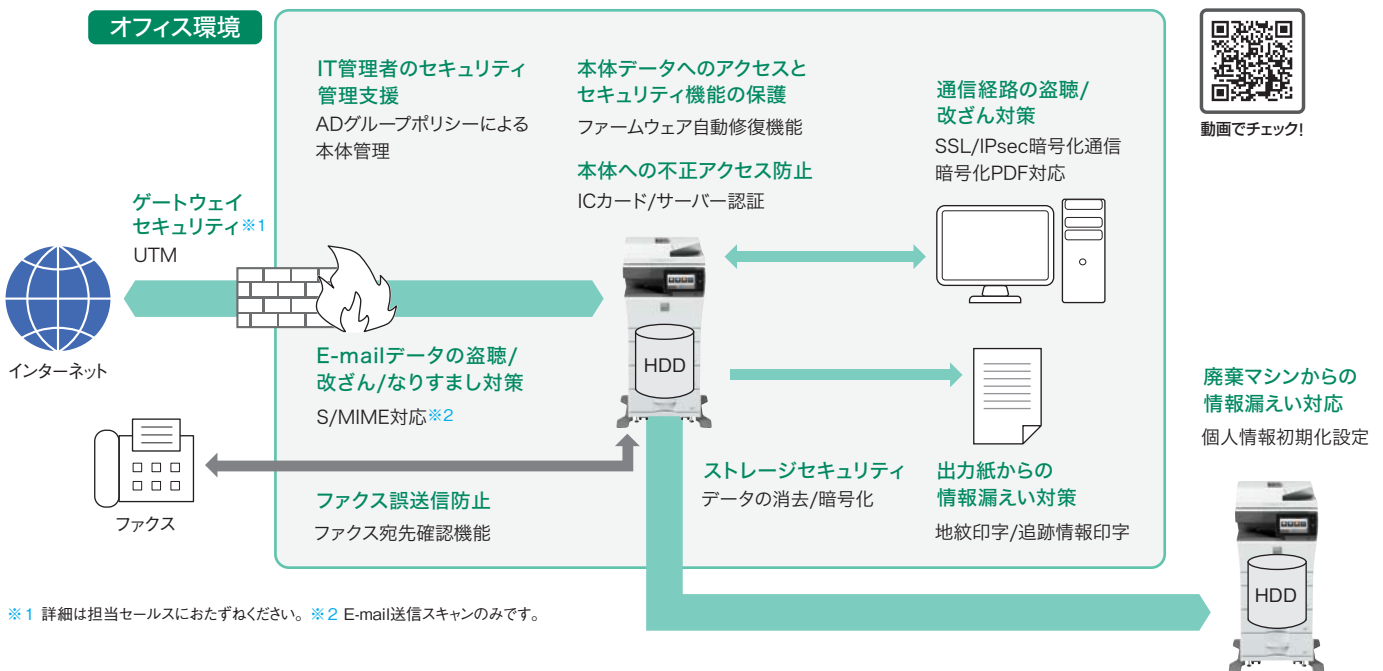 オフィス環境
IT管理者のセキュリティ
管理支援
ADグループポリシーによる
本体管理
本体データへのアクセスと
セキュリティ機能の保護
ファームウェア自動修復機能
本体への不正アクセス防止
ICカード/サーバー認証
通信経路の盗聴/
改ざん対策
SSL/IPsec暗号化通信
暗号化PDF対応
動画でチェック!
ゲートウェイ
セキュリティ※1
UTM
インターネット
E-mailデータの盗聴/
改ざん/なりすまし対策
S/MIME対応※2
HDD
ファクス
ファクス誤送信防止
ファクス宛先確認機能
ストレージセキュリティ
データの消去/暗号化
出力紙からの
情報漏えい対策
地紋印字/追跡情報印字
廃棄マシンからの
情報漏えい対応
個人情報初期化設定
HDD
※1 詳細は担当セールスにおたずねください。※2 E-mail送信スキャンのみです。